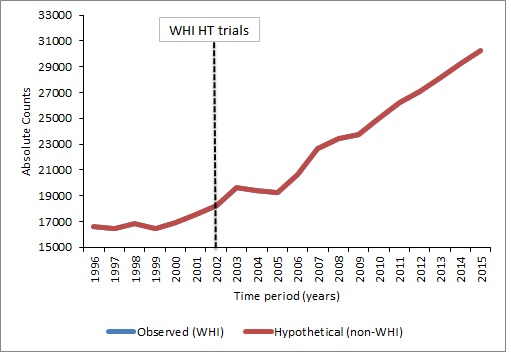 33000
31000
29000
27000
25000
23000
21000
19000
17000
15000
Absolute Counts
WHI HT trials
1996 1997 1998 1999 2000 2001 2002 2003 2004 2005 2006 2007 2008 2009 2010 2011 2012 2013 2014 2015
Time period (years)
Observed (WHI) Hypothetical (non-WHI)